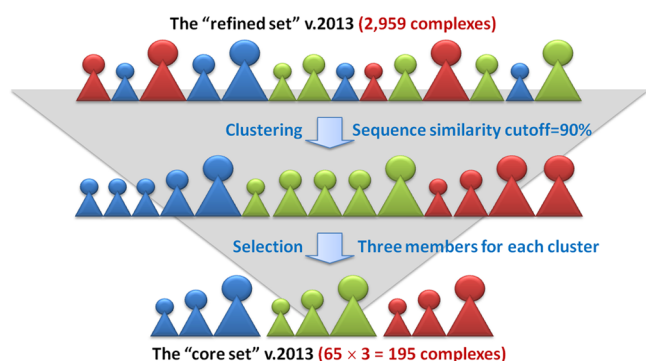 The “refined set” v.2013 (2,959 complexes)
Clustering Sequence similarity cutoff=90%
Selection Three members for each cluster
The “core set” v.2013 (65 × 3 = 195 complexes)